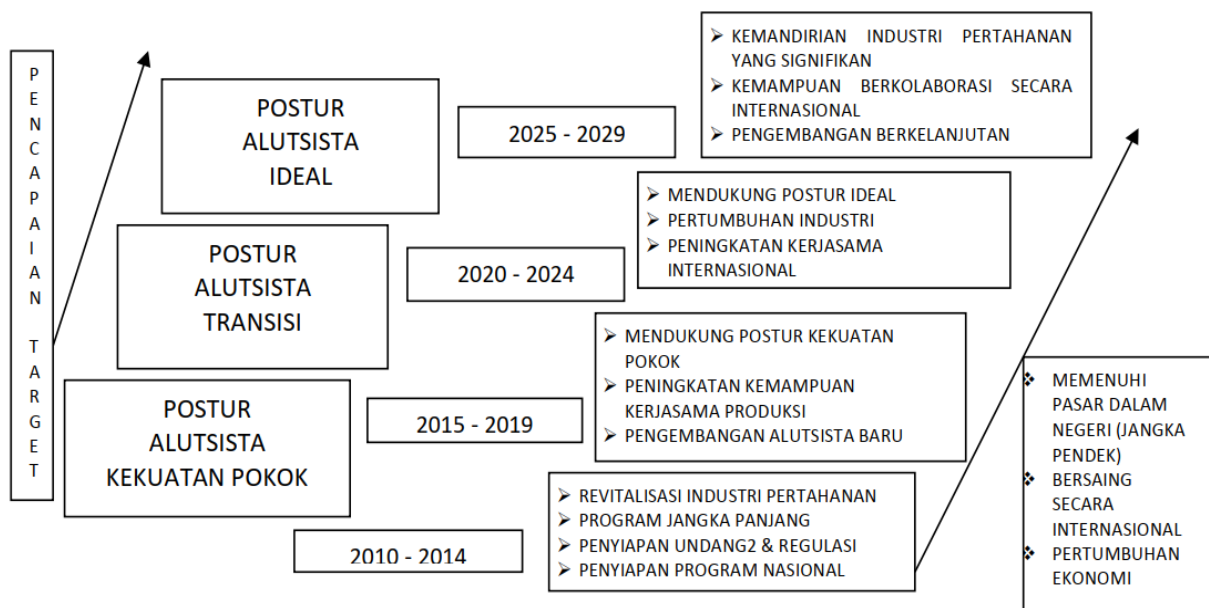 PENCAPAIAN TARGET
POSTUR
ALUTSISTA
IDEAL
2025 - 2029
➢ KEMANDIRIAN INDUSTRI PERTAHANAN
YANG SIGNIFIKAN
➢ KEMAMPUAN BERKOLABORASI SECARA
INTERNASIONAL
➢ PENGEMBANGAN BERKELANJUTAN
POSTUR
ALUTSISTA
TRANSISI
2020 - 2024
➢ MENDUKUNG POSTUR IDEAL
➢ PERTUMBUHAN INDUSTRI
➢ PENINGKATAN KERJASAMA
INTERNASIONAL
POSTUR
ALUTSISTA
KEKUATAN POKOK
2015 - 2019
➢ MENDUKUNG POSTUR KEKUATAN
POKOK
➢ PENINGKATAN KEMAMPUAN
KERJASAMA PRODUKSI
➢ PENGEMBANGAN ALUTSISTA BARU
2010 - 2014
➢ REVITALISASI INDUSTRI PERTAHANAN
➢ PROGRAM JANGKA PANJANG
➢ PENYIAPAN UNDANG2 & REGULASI
➢ PENYIAPAN PROGRAM NASIONAL
❖ MEMENUHI
PASAR DALAM
NEGERI (JANGKA
PENDEK)
❖ BERSAING
SECARA
INTERNASIONAL
❖ PERTUMBUHAN
EKONOMI